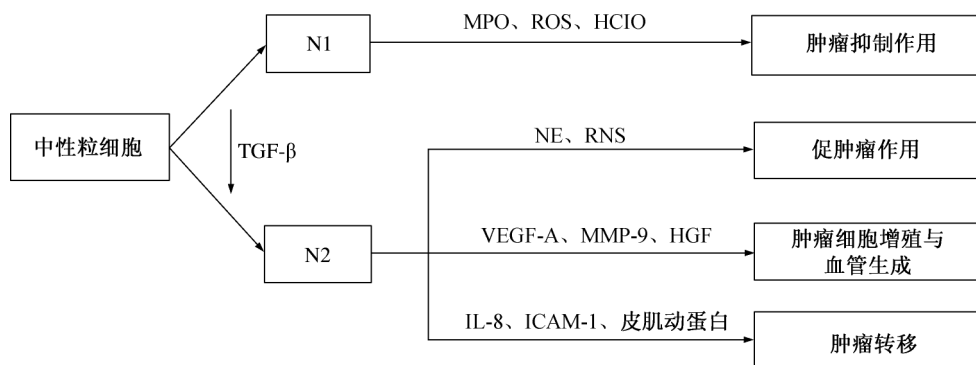 N1
MPO、ROS、HClO
肿瘤抑制作用
中性粒细胞
TGF-β
NE、RNS
促肿瘤作用
N2
VEGF-A、MMP-9、HGF
肿瘤细胞增殖与
血管生成
IL-8、ICAM-1、皮肌动蛋白
肿瘤转移